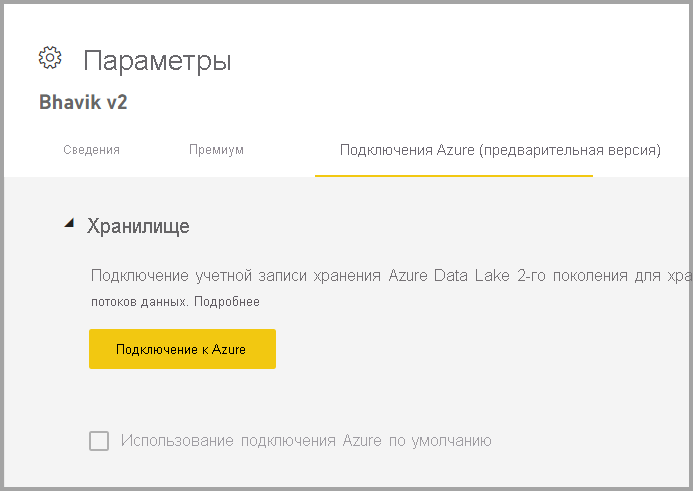 Параметры
Bhavik v2
Сведения Премиум Подключения Azure (предварительная версия)
Хранилище
Подключение учетной записи хранения Azure Data Lake 2-го поколения для хра
потоков данных. Подробнее
Подключение к Azure
Использование подключения Azure по умолчанию